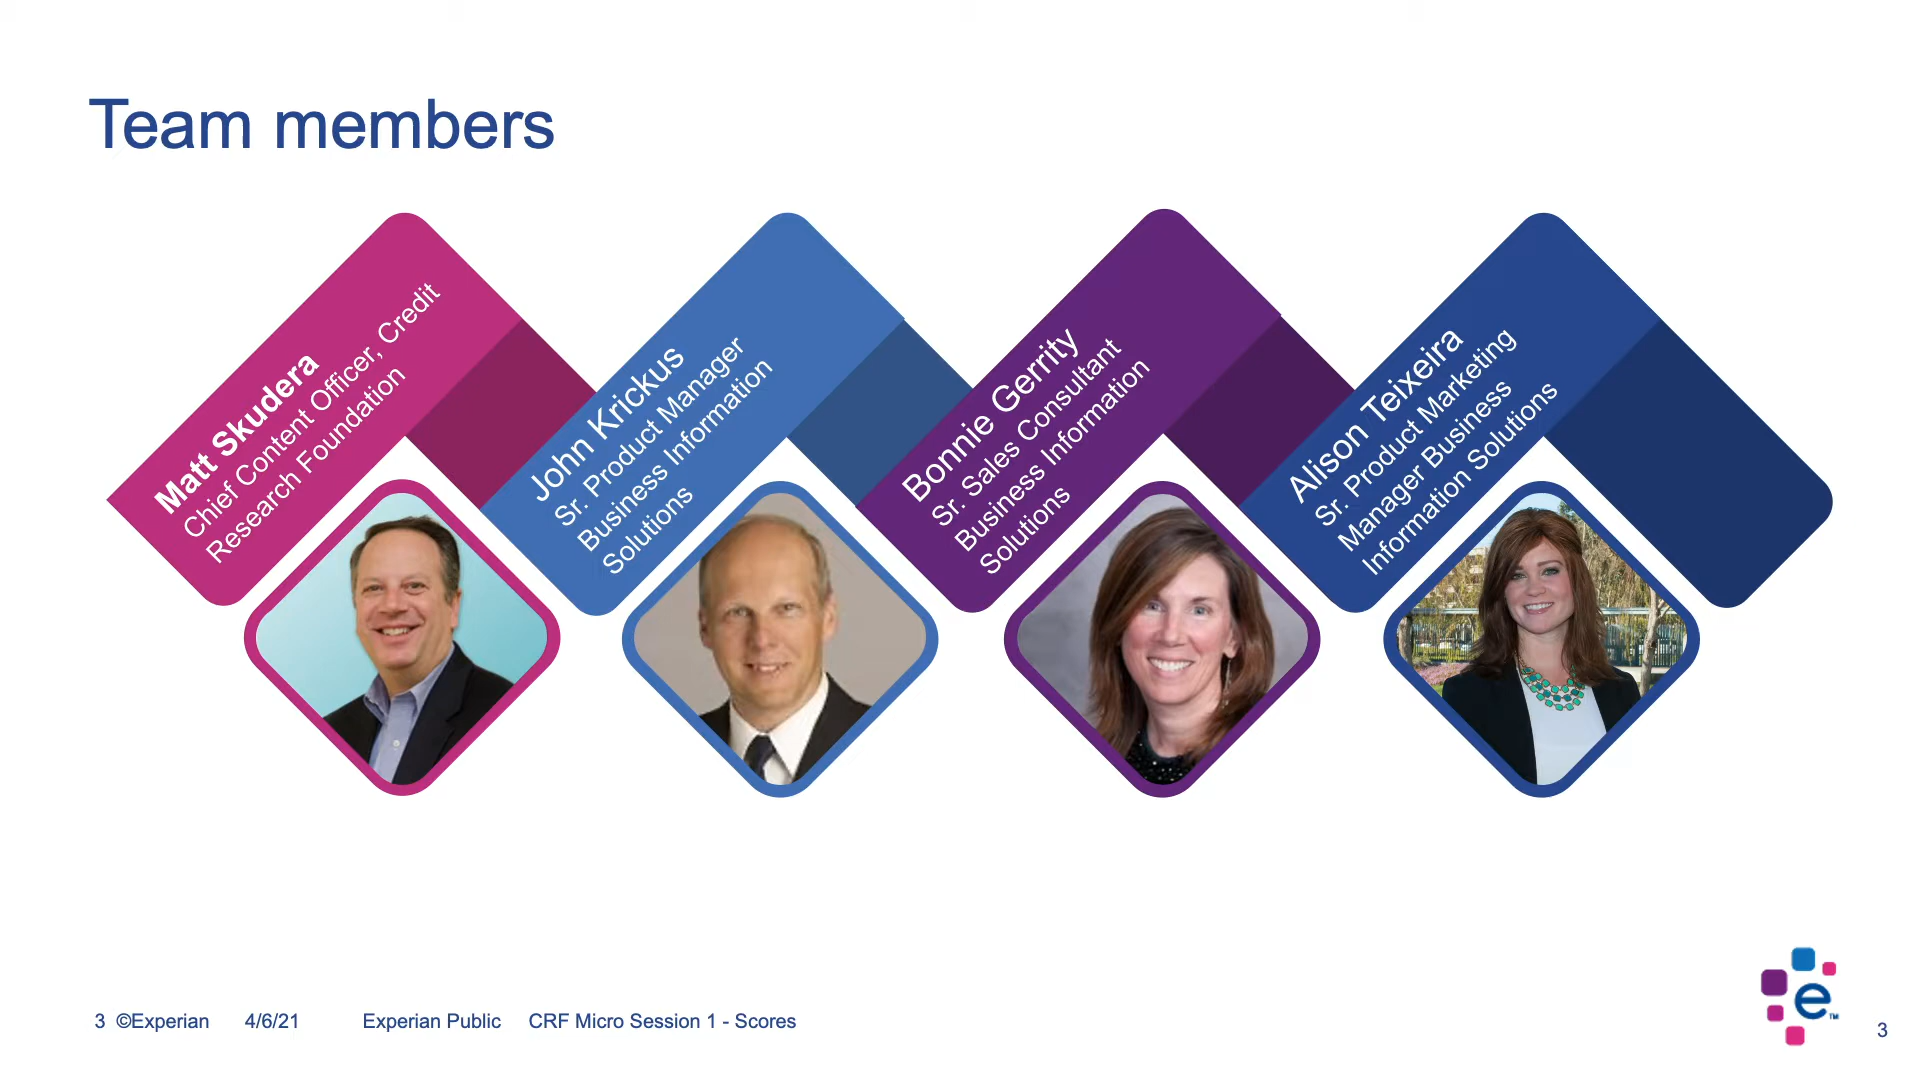 Team members
Matt Skudera
Chief Content Officer, Credit
Research Foundation
John Krickus
Sr. Product Manager
Business Information
Solutions
Bonnie Gerrity
Sr. Sales Consultant
Business Information
Solutions
Alison Teixeira
Sr. Product Marketing
Manager Business
Information Solutions
3 ©Experian 4/6/21 Experian Public CRF Micro Session 1 - Scores
e™
3